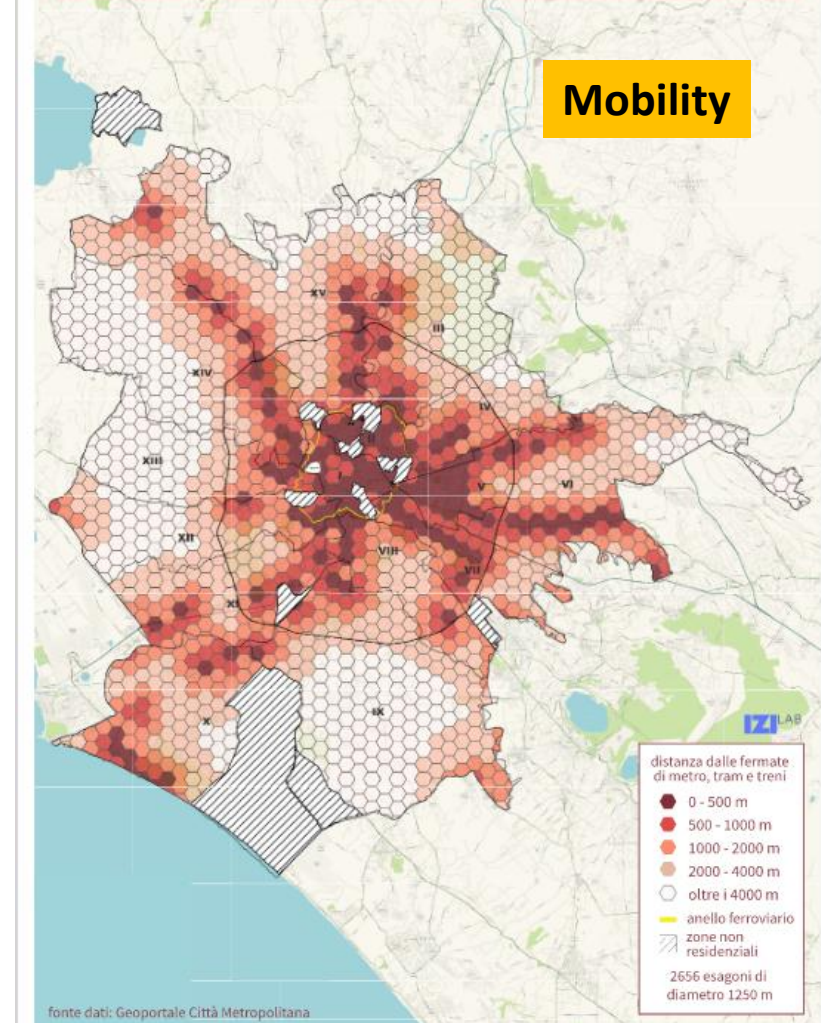 Mobility
XV
III
XIV
IV
XIII
II
I
V
VI
XII
VIII
VII
XI
IX
X
IZI LAB
distanza dalle fermate
di metro, tram e treni
0 - 500 m
500 - 1000 m
1000 - 2000 m
2000 - 4000 m
oltre i 4000 m
anello ferroviario
zone non
residenziali
2656 esagoni di
diametro 1250 m
fonte dati: Geoportale Città Metropolitana